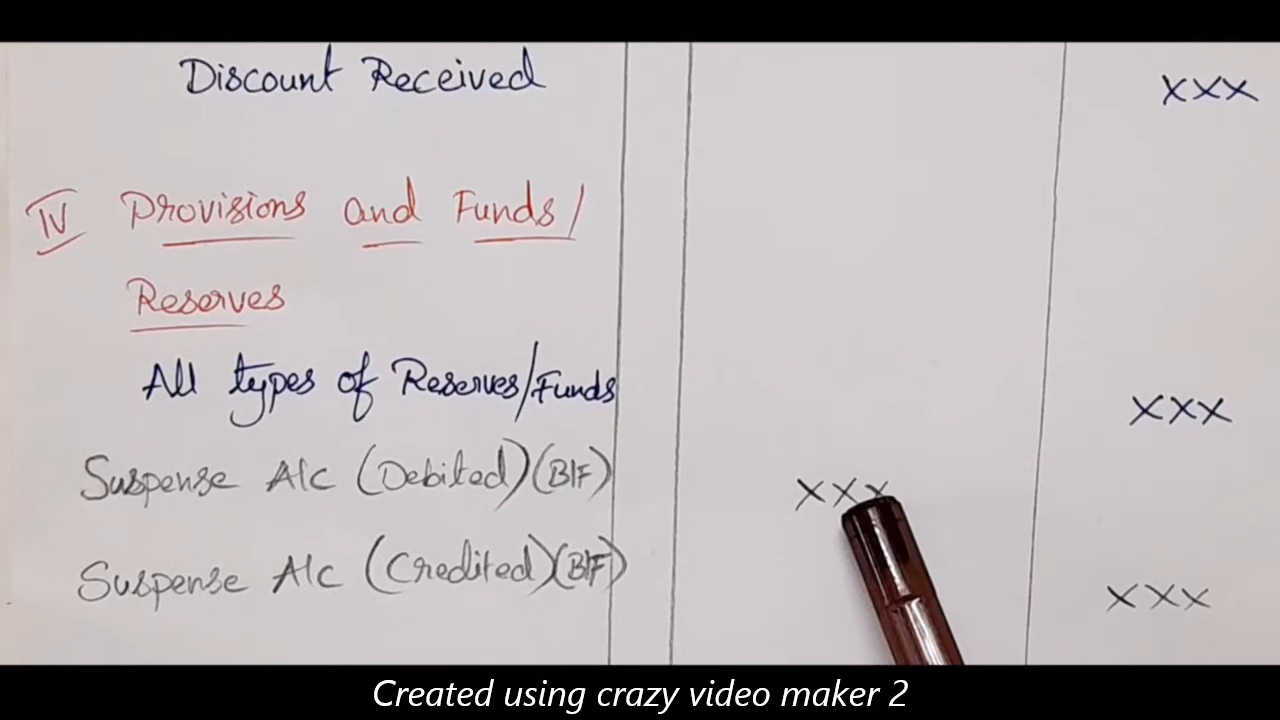 Discount Received XXX
IV Provisions and Funds/
Reserves
All types of Reserves/Funds XXX
Suspense A/c (Debited)(B/F) XXX
Suspense A/c (Credited)(B/F) XXX
Created using crazy video maker 2